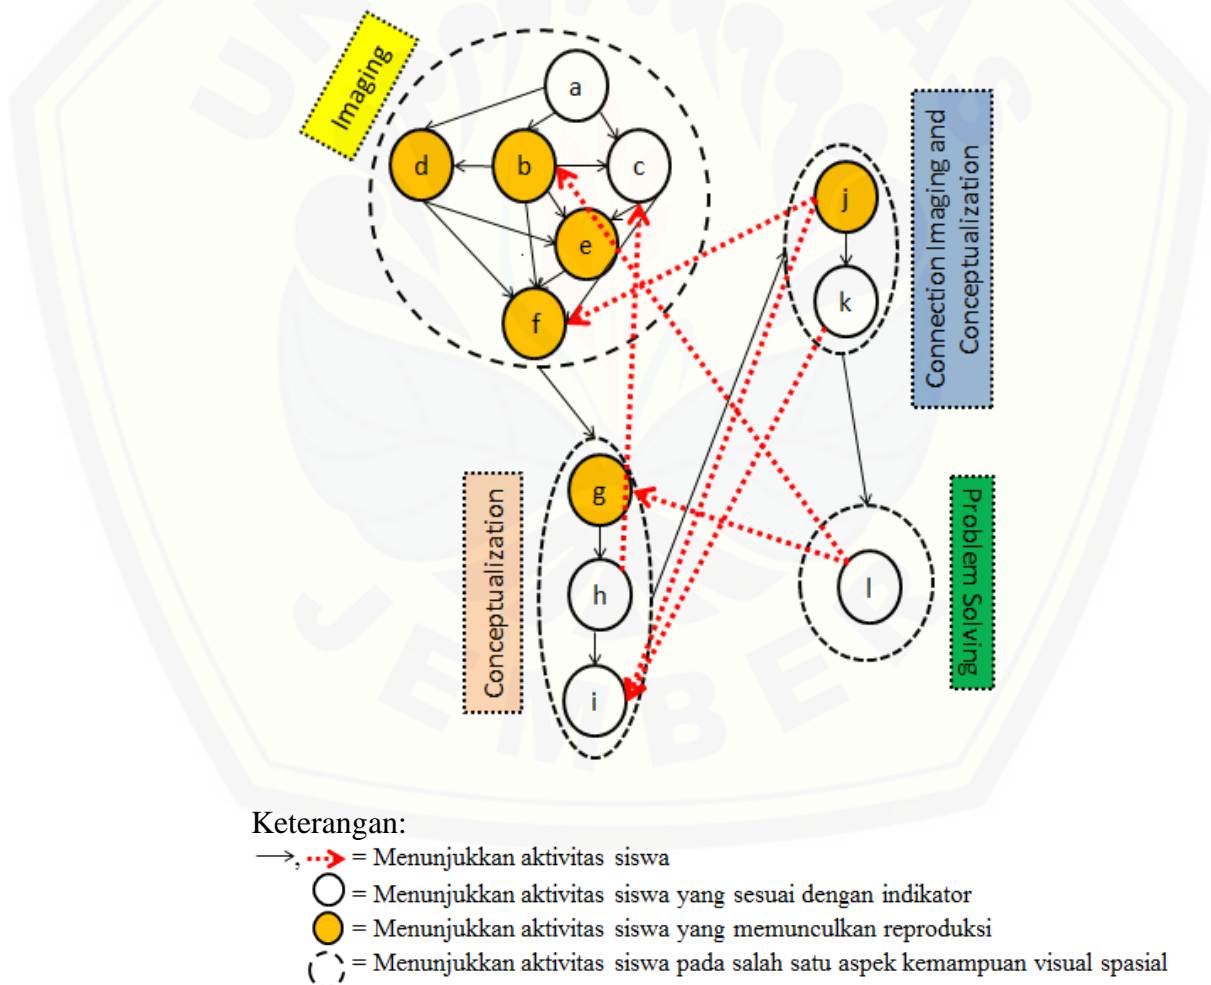 Imaging
a
d
b
c
e
f
j
k
Connection Imaging and
Conceptualization
g
h
i
Conceptualization
l
Problem Solving
Keterangan:
, = Menunjukkan aktivitas siswa
= Menunjukkan aktivitas siswa yang sesuai dengan indikator
= Menunjukkan aktivitas siswa yang memunculkan reproduksi
= Menunjukkan aktivitas siswa pada salah satu aspek kemampuan visual spasial
JEMBER